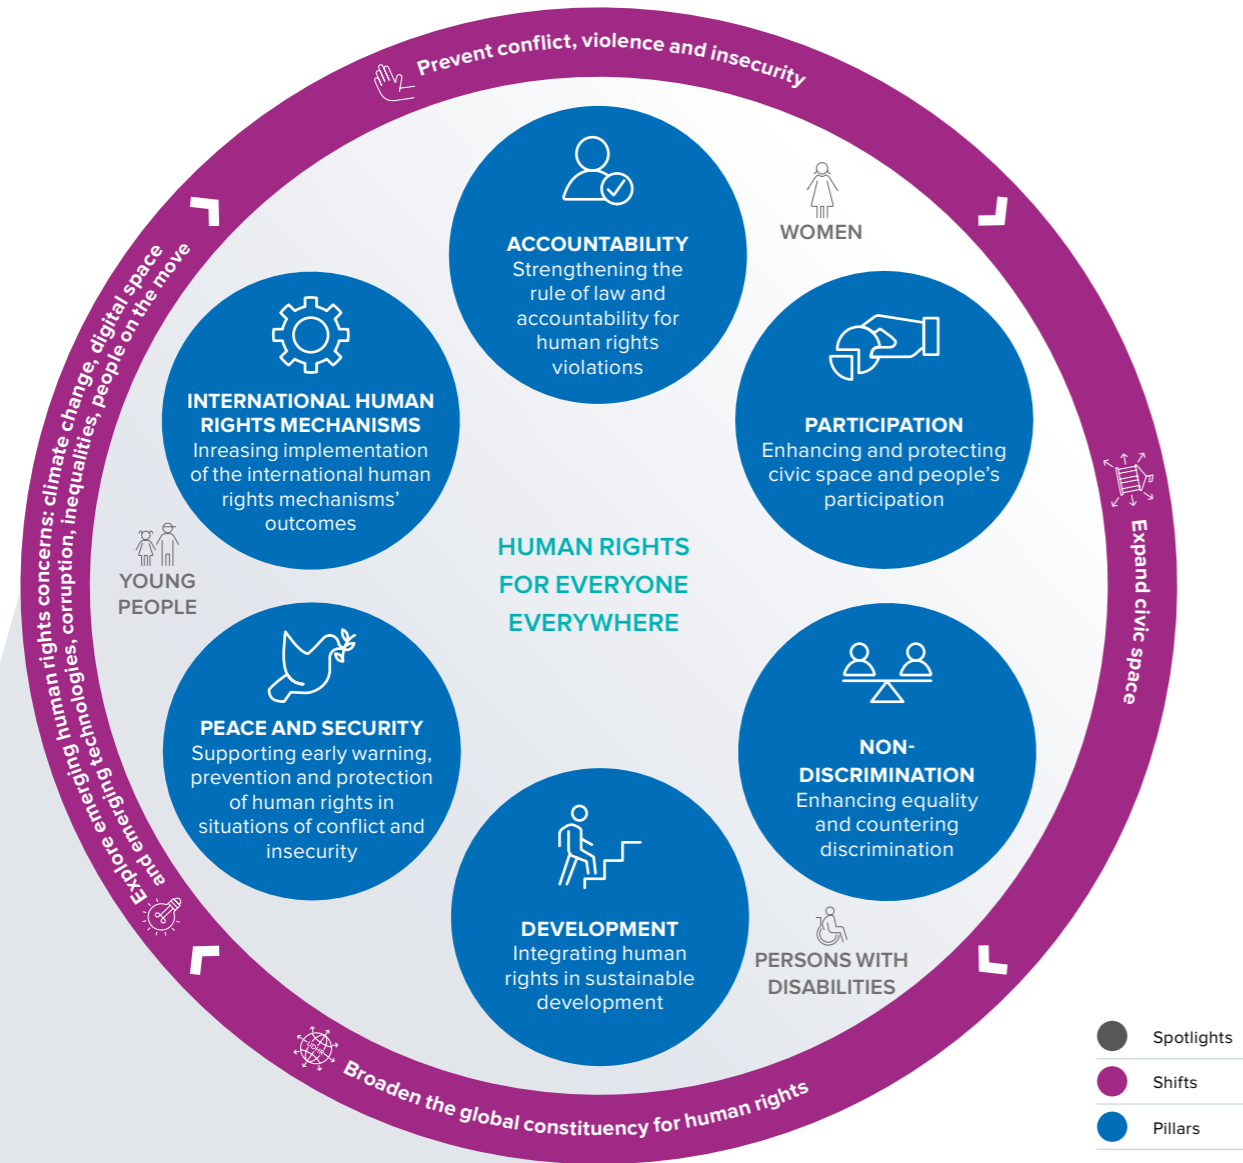 Prevent conflict, violence and insecurity
ACCOUNTABILITY
Strengthening the
rule of law and
accountability for
human rights
violations
WOMEN
PARTICIPATION
Enhancing and protecting
civic space and people's
participation
Expand civic space
NON-
DISCRIMINATION
Enhancing equality
and countering
discrimination
PERSONS WITH
DISABILITIES
DEVELOPMENT
Integrating human
rights in sustainable
development
Broaden the global constituency for human rights
UDHR
PEACE AND SECURITY
Supporting early warning,
prevention and protection
of human rights in
situations of conflict and
insecurity
YOUNG
PEOPLE
INTERNATIONAL HUMAN
RIGHTS MECHANISMS
Inreasing implementation
of the international human
rights mechanisms'
outcomes
Explore emerging human rights concerns: climate change, digital space
and emerging technologies, corruption, inequalities, people on the move
HUMAN RIGHTS
FOR EVERYONE
EVERYWHERE
Spotlights
Shifts
Pillars